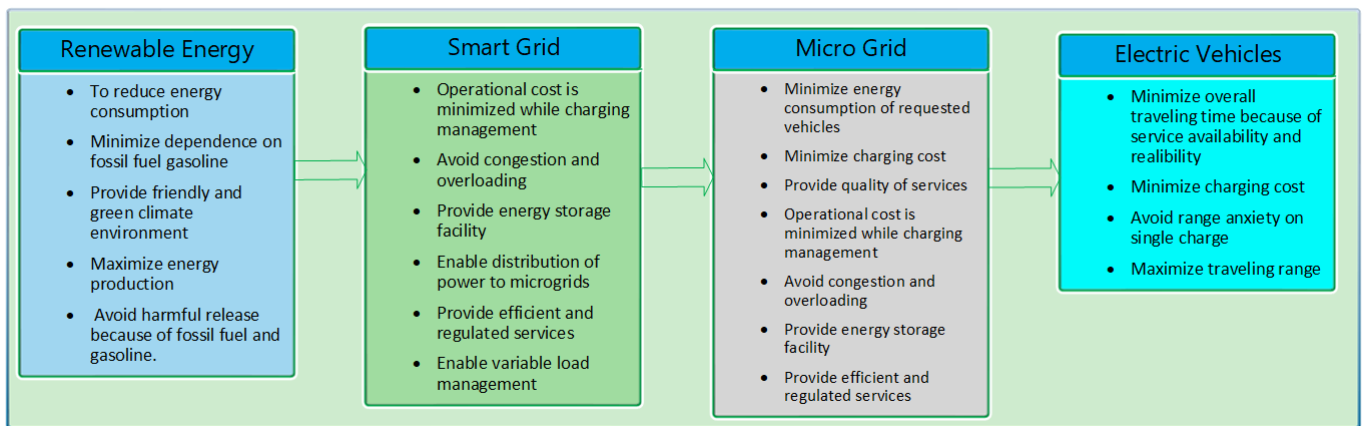 Renewable Energy
• To reduce energy
consumption
• Minimize dependence on
fossil fuel gasoline
• Provide friendly and
green climate
environment
• Maximize energy
production
• Avoid harmful release
because of fossil fuel and
gasoline.
Smart Grid
• Operational cost is
minimized while charging
management
• Avoid congestion and
overloading
• Provide energy storage
facility
• Enable distribution of
power to microgrids
• Provide efficient and
regulated services
• Enable variable load
management
Micro Grid
• Minimize energy
consumption of requested
vehicles
• Minimize charging cost
• Provide quality of services
• Operational cost is
minimized while charging
management
• Avoid congestion and
overloading
• Provide energy storage
facility
• Provide efficient and
regulated services
Electric Vehicles
• Minimize overall
traveling time because of
service availability and
realibility
• Minimize charging cost
• Avoid range anxiety on
single charge
• Maximize traveling range